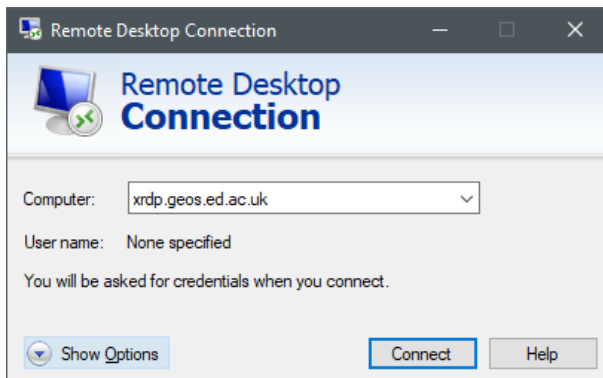 Remote Desktop Connection
Remote Desktop
Connection
Computer: xrdp.geos.ed.ac.uk
User name: None specified
You will be asked for credentials when you connect.
Show Options Connect Help